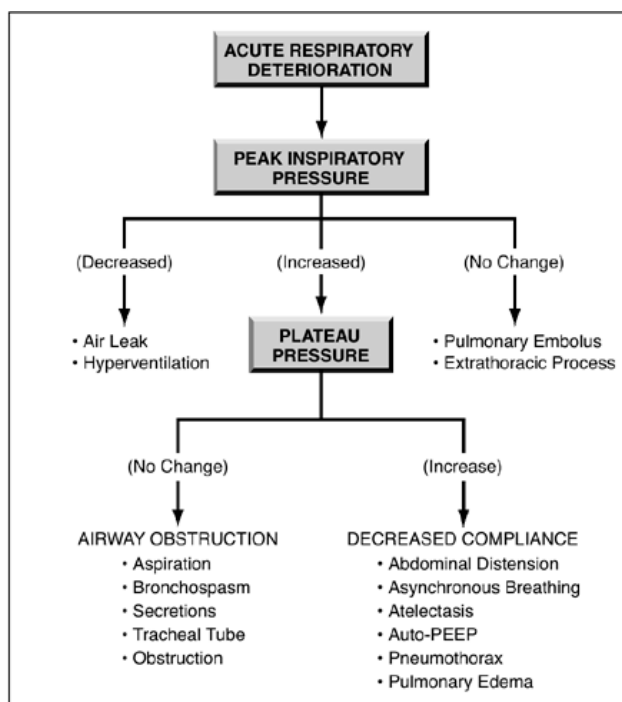 ACUTE RESPIRATORY
DETERIORATION
PEAK INSPIRATORY
PRESSURE
(Decreased)
(Increased)
(No Change)
• Air Leak
• Hyperventilation
PLATEAU
PRESSURE
• Pulmonary Embolus
• Extrathoracic Process
(No Change)
(Increase)
AIRWAY OBSTRUCTION
• Aspiration
• Bronchospasm
• Secretions
• Tracheal Tube
• Obstruction
DECREASED COMPLIANCE
• Abdominal Distension
• Asynchronous Breathing
• Atelectasis
• Auto-PEEP
• Pneumothorax
• Pulmonary Edema